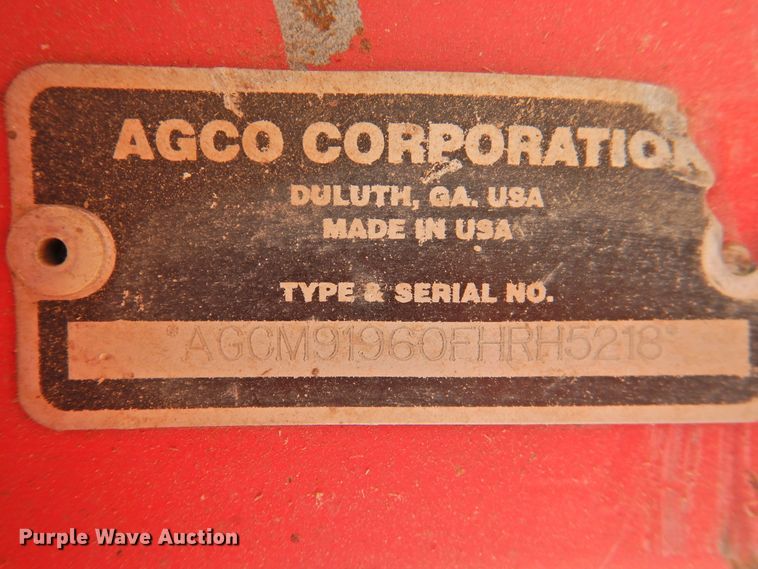 AGCO CORPORATION
DULUTH, GA. USA
MADE IN USA
TYPE & SERIAL NO.
*AGCM91960FHRH5218*
Purple Wave Auction